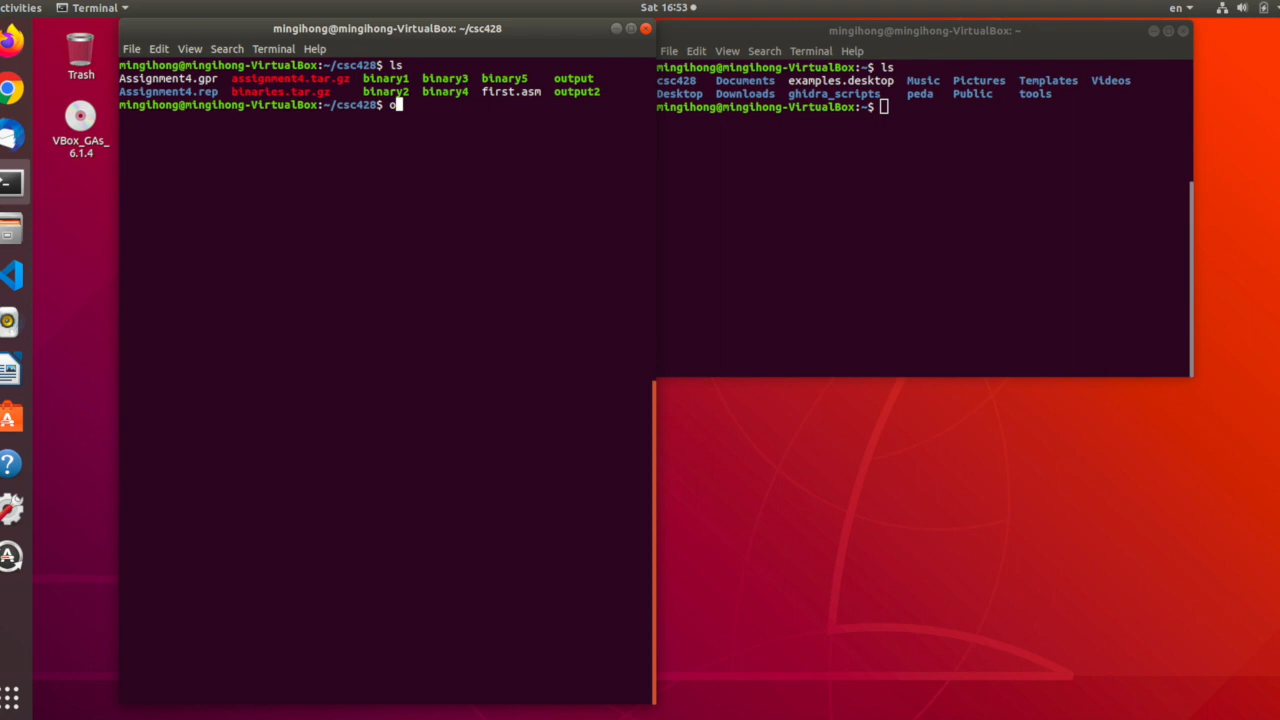 ctivities Terminal Sat 16:53 en
mingihong@mingihong-VirtualBox: ~/csc428
File Edit View Search Terminal Help
mingihong@mingihong-VirtualBox:~/csc428$ ls
Assignment4.gpr assignment4.tar.gz binary1 binary3 binary5 output
Assignment4.rep binaries.tar.gz binary2 binary4 first.asm output2
mingihong@mingihong-VirtualBox:~/csc428$ o
mingihong@mingihong-VirtualBox: ~
File Edit View Search Terminal Help
mingihong@mingihong-VirtualBox:~$ ls
csc428 Documents examples.desktop Music Pictures Templates Videos
Desktop Downloads ghidra_scripts peda Public tools
mingihong@mingihong-VirtualBox:~$
Trash
VBox_GAs_
6.1.4